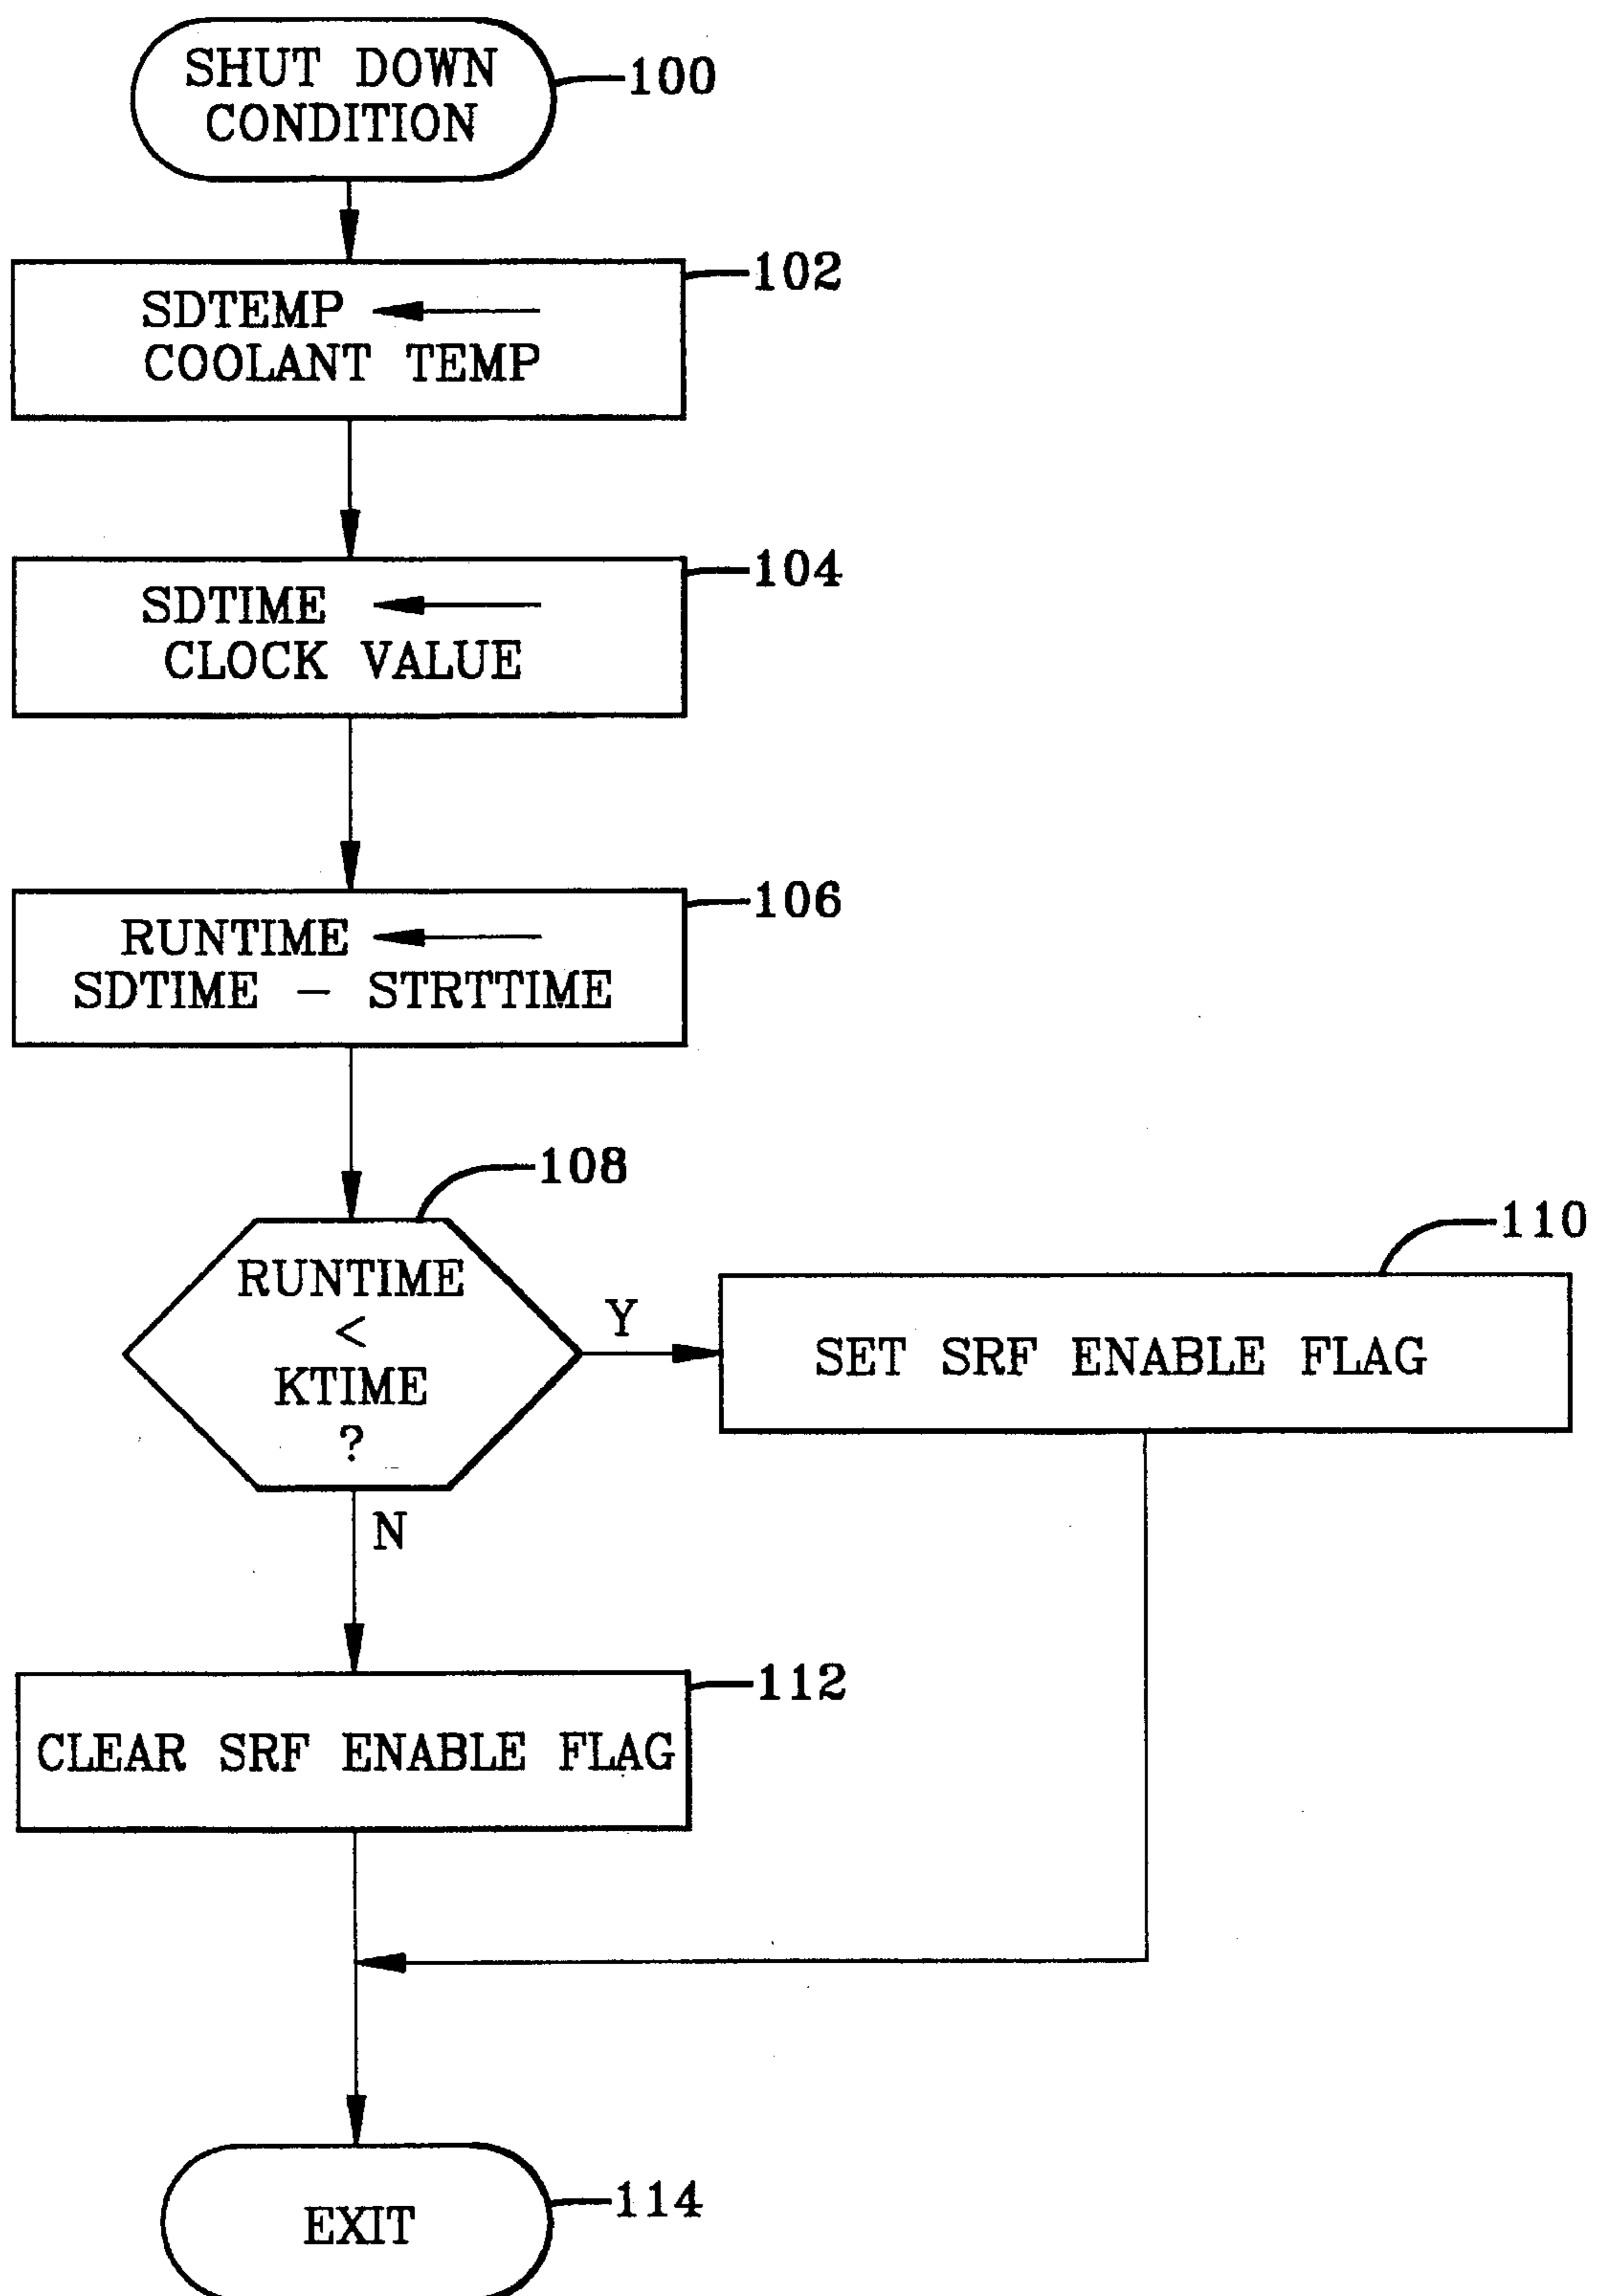 SHUT DOWN
CONDITION
100
102
SDTEMP
COOLANT TEMP
104
SDTIME
CLOCK VALUE
106
RUNTIME
SDTIME - STRTTIME
108
RUNTIME
<
KTIME
?
Y
110
SET SRF ENABLE FLAG
N
112
CLEAR SRF ENABLE FLAG
EXIT
114